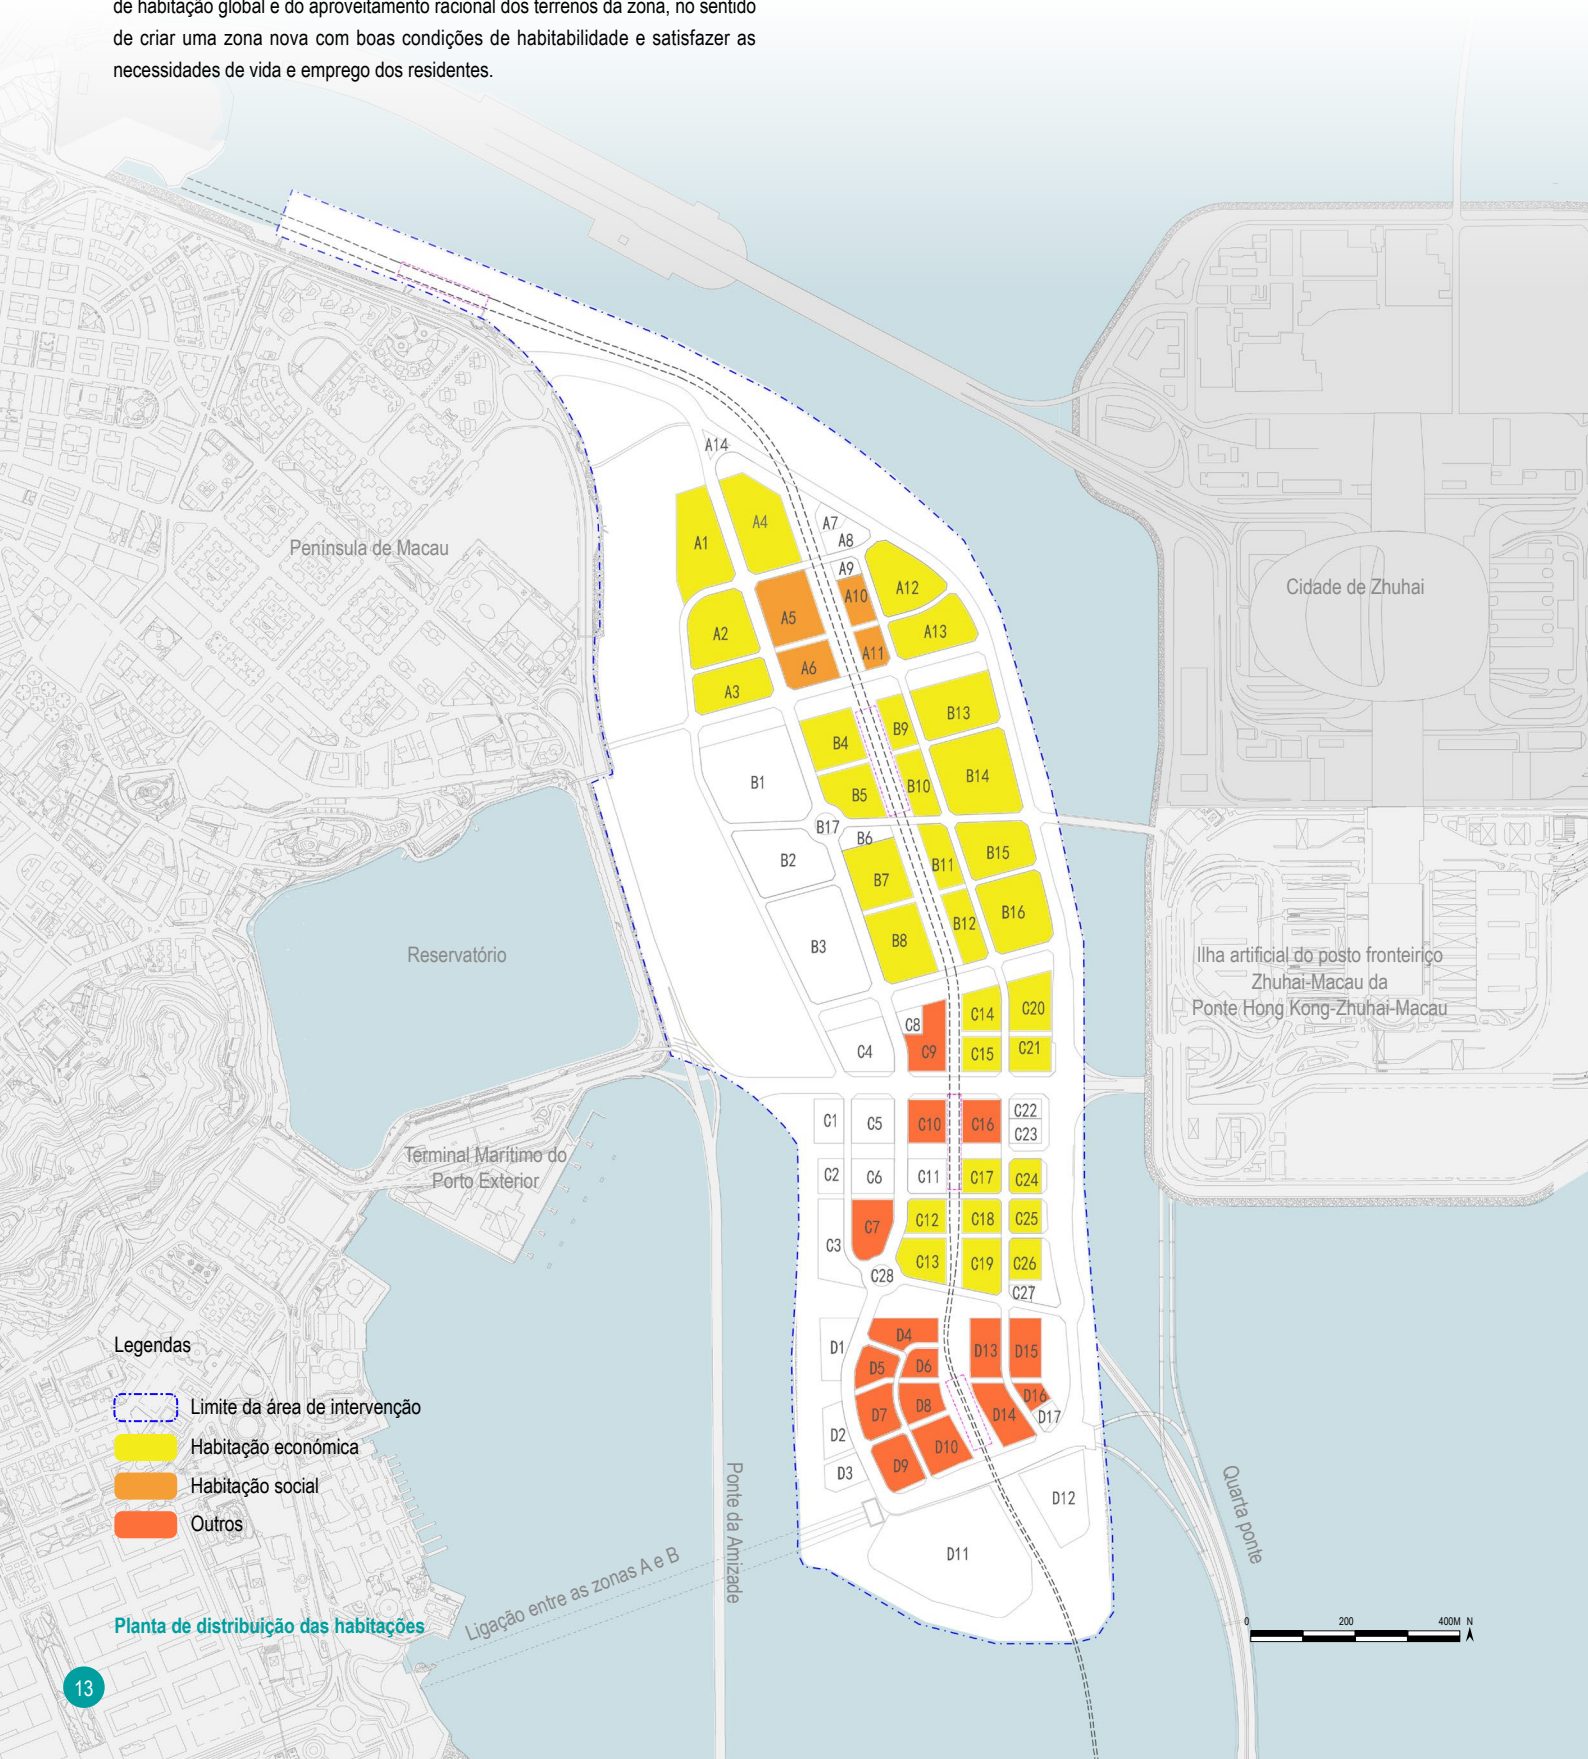 de habitação global e do aproveitamento racional dos terrenos da zona, no sentido
de criar uma zona nova com boas condições de habitabilidade e satisfazer as
necessidades de vida e emprego dos residentes.
A14
A4
A7
A1
A8
A9
A12
A10
A5
A2
A13
A11
A6
A3
Península de Macau
Cidade de Zhuhai
B13
B9
B4
B14
B1
B10
B5
B17
B6
B15
B2
B11
B7
B16
B12
B8
B3
Reservatório
Ilha artificial do posto fronteiriço
Zhuhai-Macau da
Ponte Hong Kong-Zhuhai-Macau
C20
C14
C8
C21
C4
C9
C15
C22
C1
C5
C10
C16
C23
Terminal Marítimo do
Porto Exterior
C2
C6
C11
C17
C24
C12
C18
C25
C7
C3
C13
C19
C26
C28
C27
D4
D1
D13
D15
D5
D6
D16
D8
D7
D14
D17
D2
D10
D9
D3
D12
D11
Legendas
Limite da área de intervenção
Habitação económica
Habitação social
Outros
Ponte da Amizade
Quarta ponte
Ligação entre as zonas A e B
Planta de distribuição das habitações
0 200 400M N
13